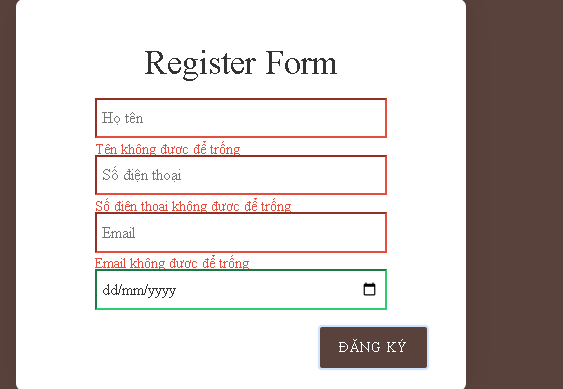 Register Form
Họ tên
Tên không được để trống
Số điện thoại
Số điện thoại không được để trống
Email
Email không được để trống
dd/mm/yyyy
ĐĂNG KÝ